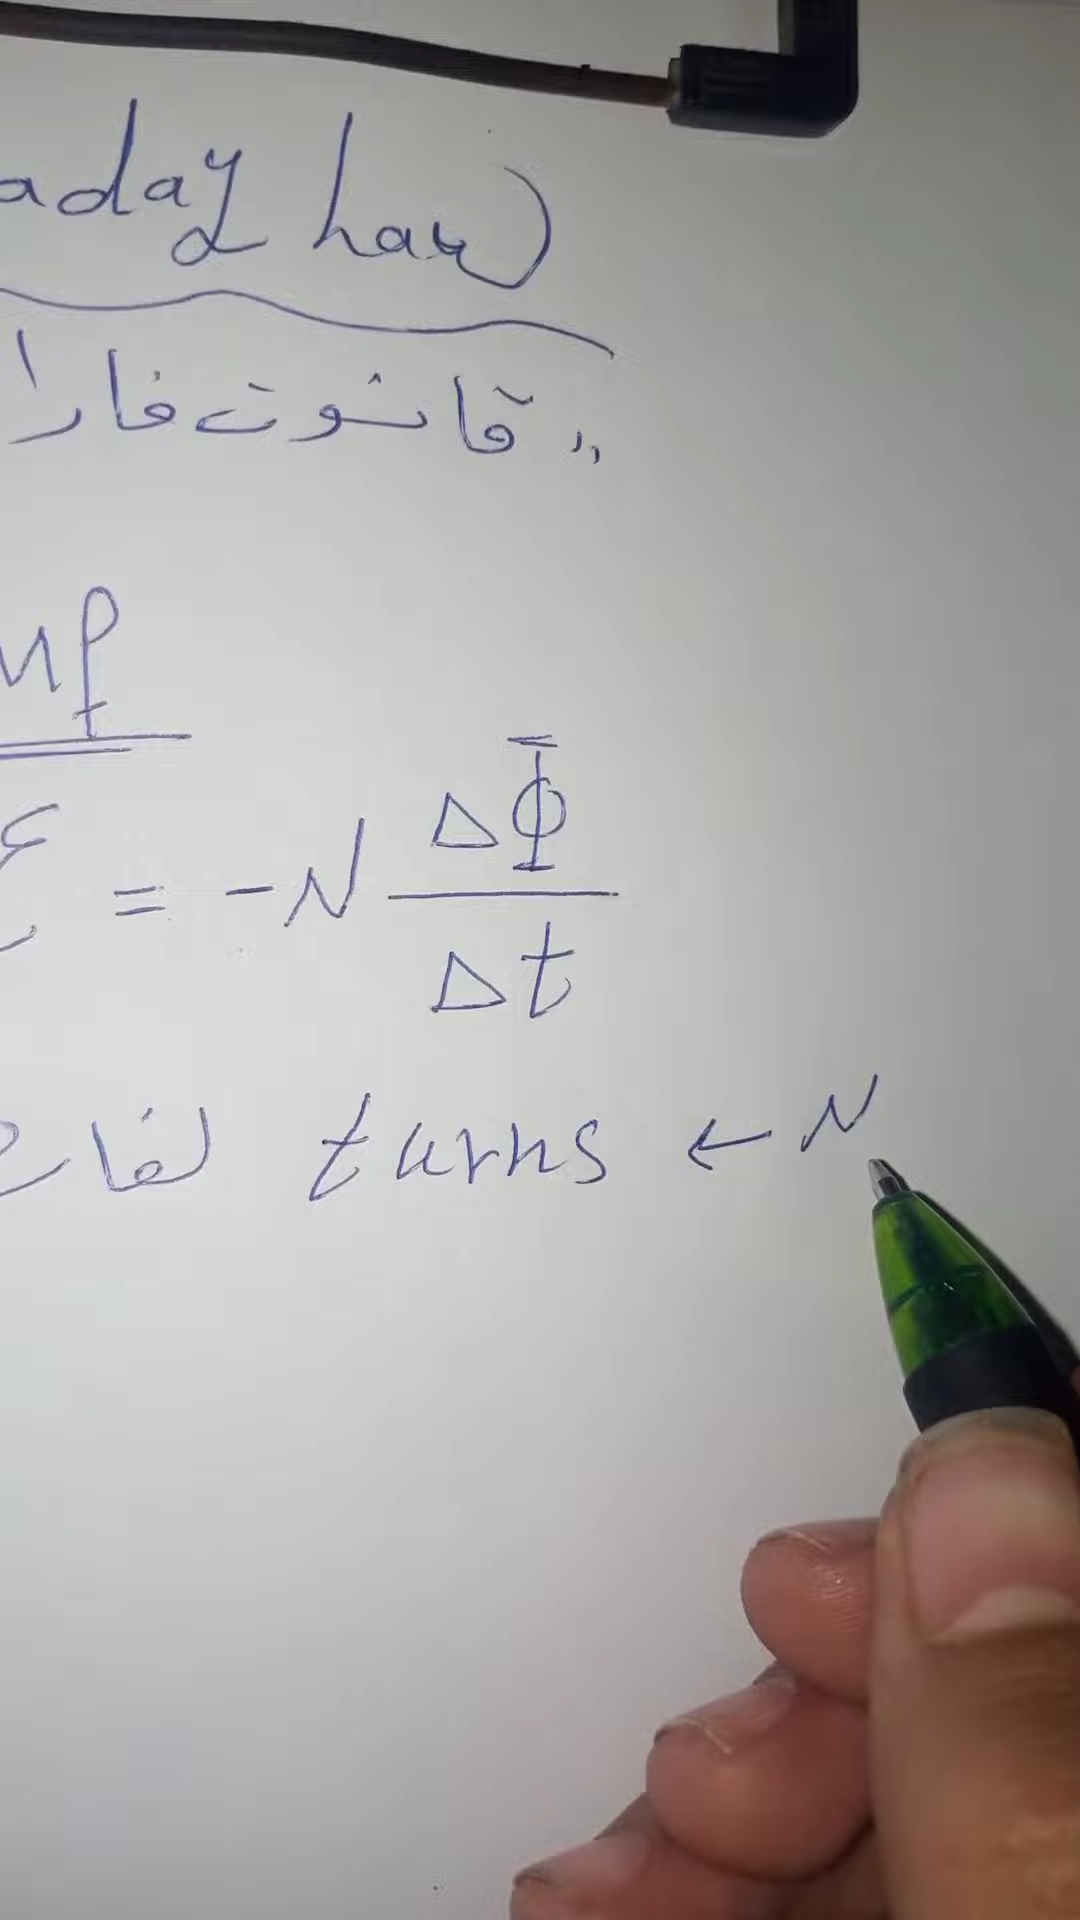 aday Law
" قانون فارا
mf
ε = -N ΔΦ/Δt
N ← turns لفات